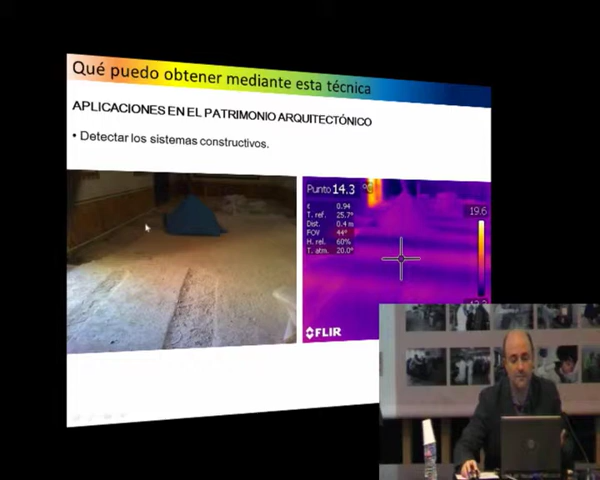 Qué puedo obtener mediante esta técnica
APLICACIONES EN EL PATRIMONIO ARQUITECTÓNICO
• Detectar los sistemas constructivos.
Punto 14.3 °C
ε 0.94
T. ref. 25.7°
Dist. 0.4 m
FOV 44°
H. rel. 60%
T. atm. 20.0°
19.6
FLIR